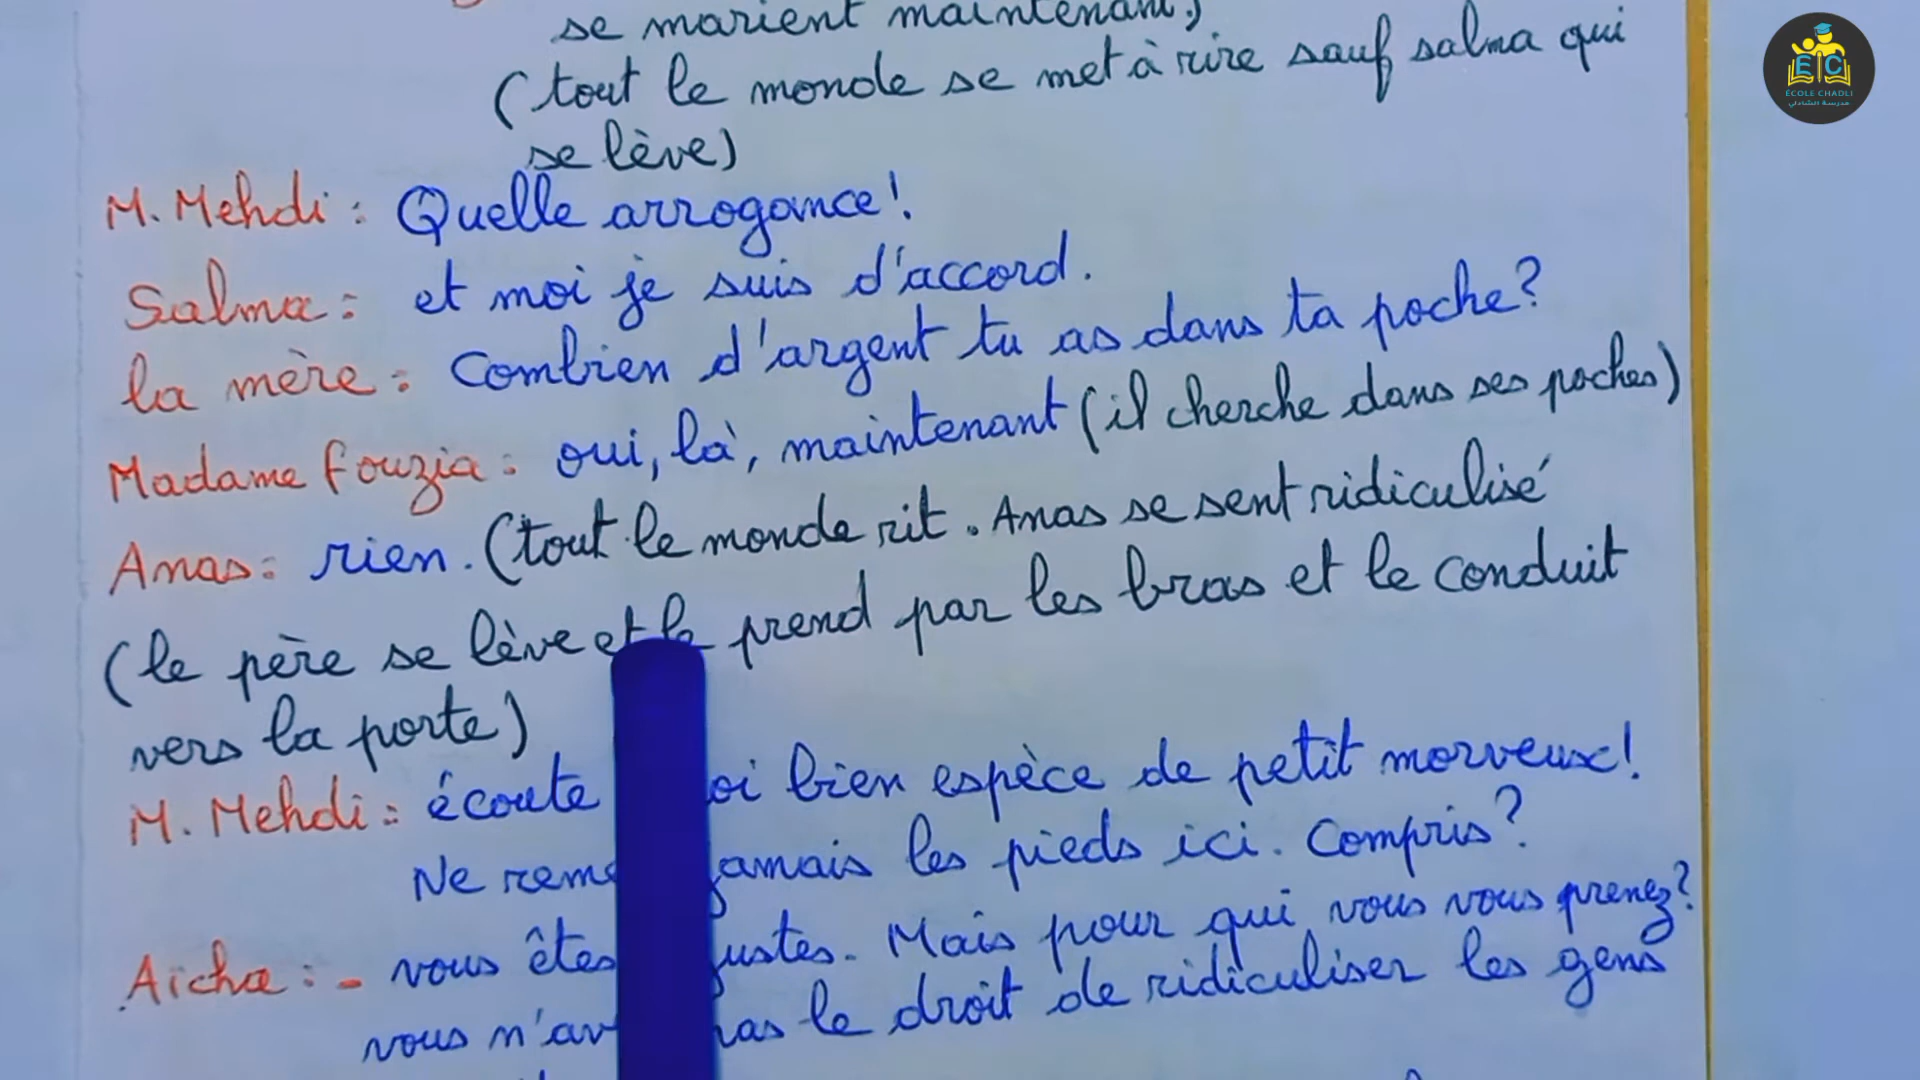 se marient maintenant.)
(tout le monde se met à rire sauf salma qui
se lève)
M. Mehdi : Quelle arrogance !
Salma : et moi je suis d'accord.
la mère : Combien d'argent tu as dans ta poche ?
Madame fouzia : oui, là, maintenant (il cherche dans ses poches)
Anas : rien. (tout le monde rit. Anas se sent ridiculisé
(le père se lève et le prend par les bras et le conduit
vers la porte)
M. Mehdi : écoute oi bien espèce de petit morveux !
Ne reme jamais les pieds ici. Compris ?
Aicha : - vous êtes justes. Mais pour qui vous vous prenez ?
vous n'av pas le droit de ridiculiser les gens
E C
ÉCOLE CHADLI
مدرسة الشادلي